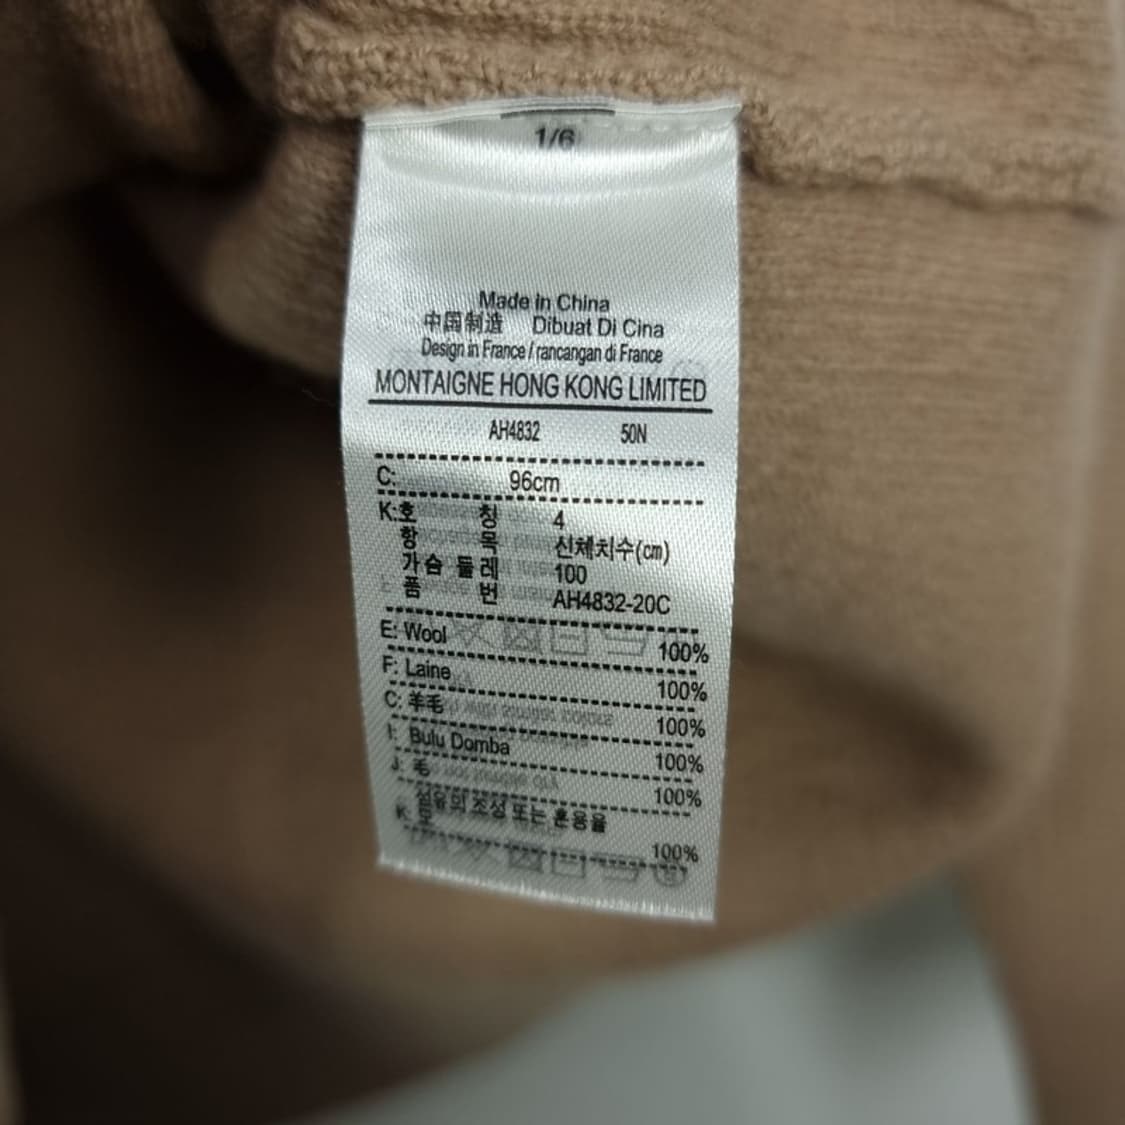 1/6
Made in China
中国制造 Dibuat Di Cina
Design in France / rancangan di France
MONTAIGNE HONG KONG LIMITED
AH4832 50N
C: 96cm
K:호 칭 4
항 목 신체치수(cm)
가슴 둘레 100
품 번 AH4832-20C
E: Wool 100%
F: Laine 100%
C: 羊毛 100%
I: Bulu Domba 100%
J: 毛 100%
K: 섬유의 조성 또는 혼용율
모 100%